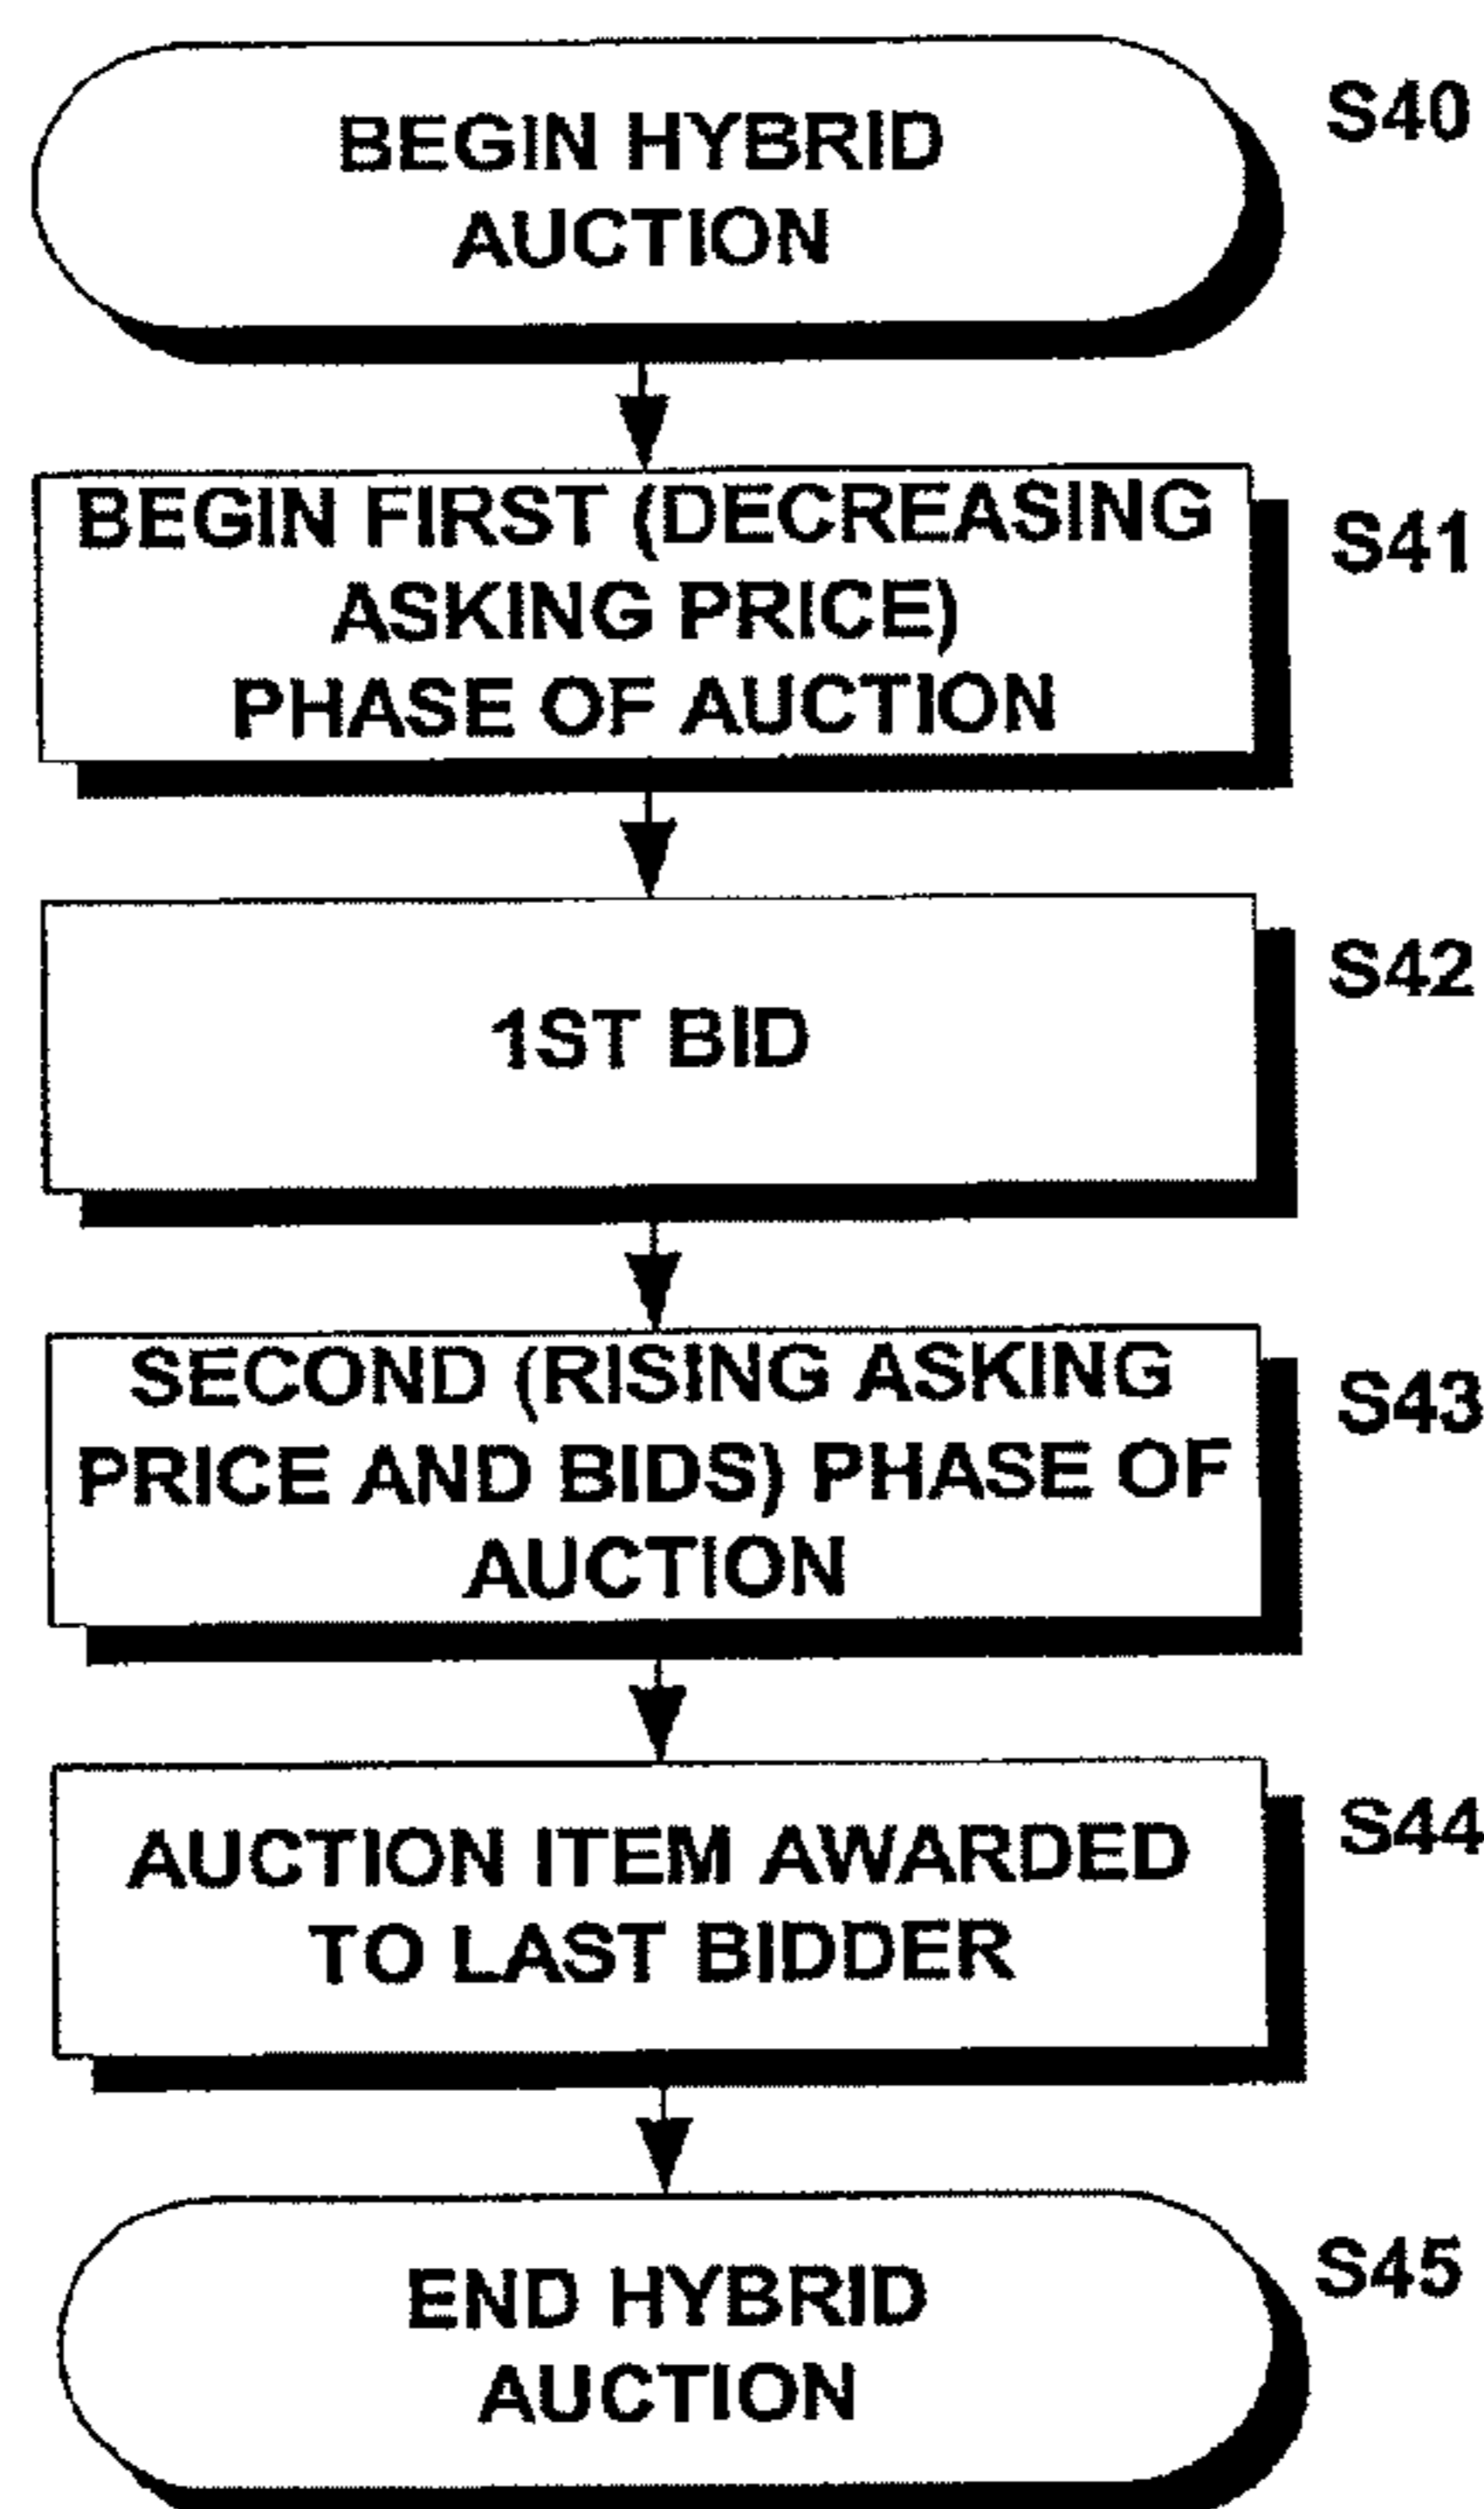 BEGIN HYBRID
AUCTION
S40
BEGIN FIRST (DECREASING
ASKING PRICE)
PHASE OF AUCTION
S41
1ST BID
S42
SECOND (RISING ASKING
PRICE AND BIDS) PHASE OF
AUCTION
S43
AUCTION ITEM AWARDED
TO LAST BIDDER
S44
END HYBRID
AUCTION
S45